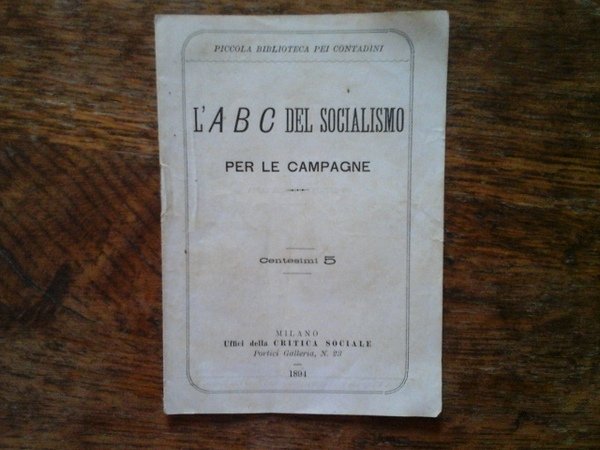 PICCOLA BIBLIOTECA PEI CONTADINI
L'ABC DEL SOCIALISMO
PER LE CAMPAGNE
Centesimi 5
MILANO
Uffici della CRITICA SOCIALE
Portici Galleria, N. 23
1894